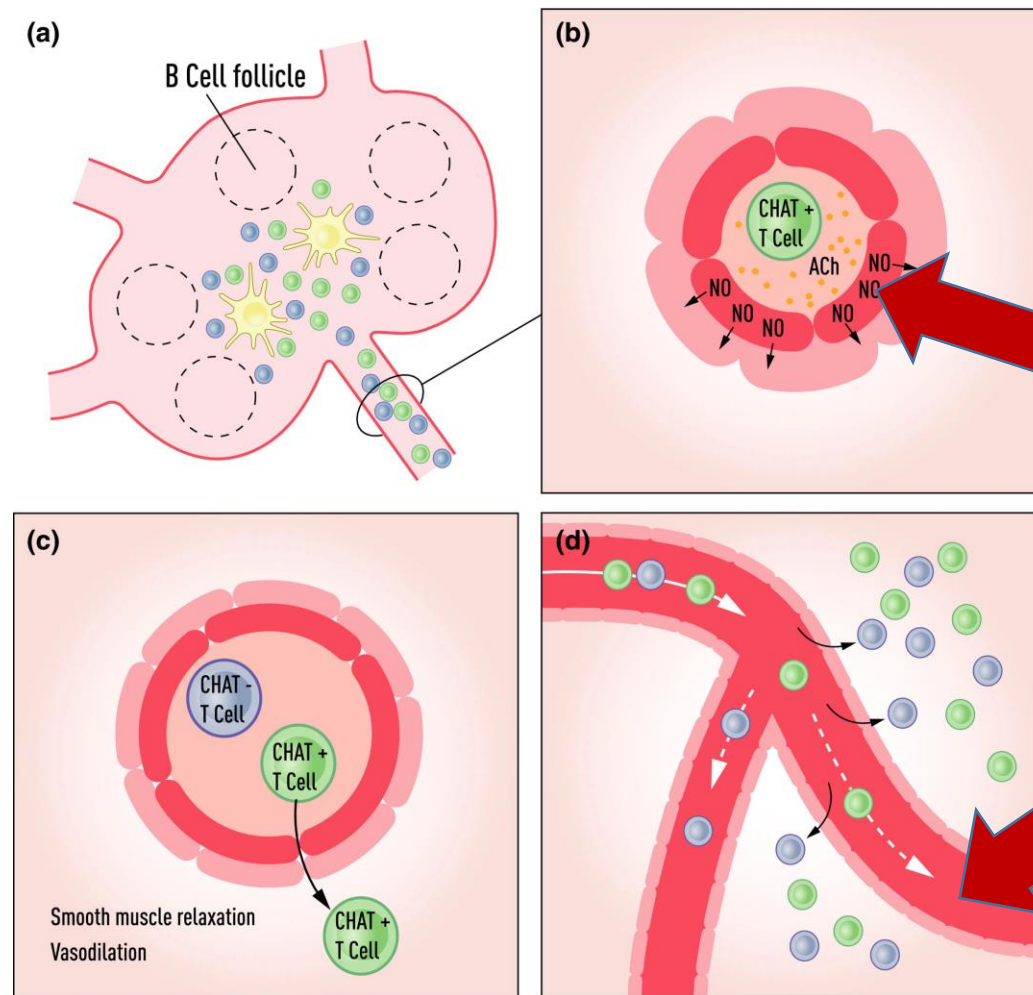 (a)
B Cell follicle
(b)
CHAT +
T Cell
ACh
NO
NO
NO
NO
NO
NO
(c)
CHAT -
T Cell
CHAT +
T Cell
CHAT +
T Cell
Smooth muscle relaxation
Vasodilation
(d)